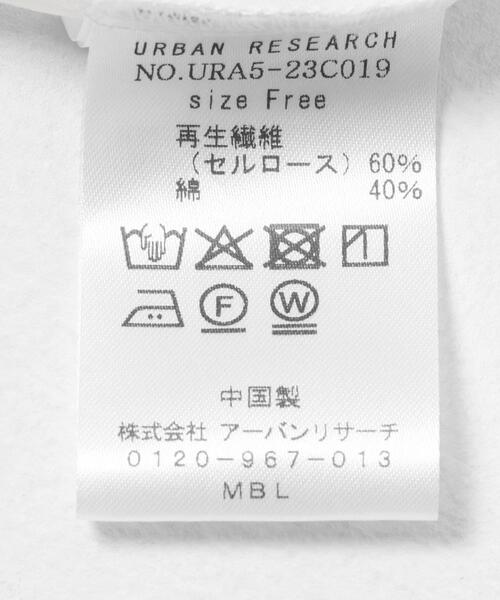 URBAN RESEARCH
NO.URA5-23C019
size Free
再生繊維
(セルロース) 60%
綿 40%
F W
中国製
株式会社 アーバンリサーチ
0120-967-013
MBL